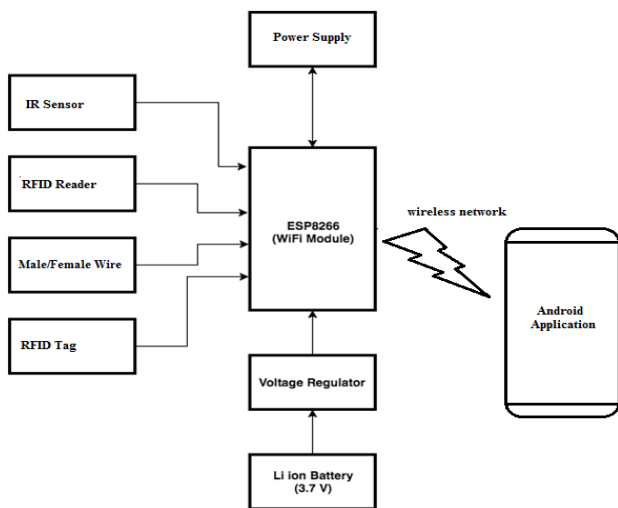 Power Supply
IR Sensor
RFID Reader
Male/Female Wire
RFID Tag
ESP8266
(WiFi Module)
wireless network
Android
Application
Voltage Regulator
Li ion Battery
(3.7 V)